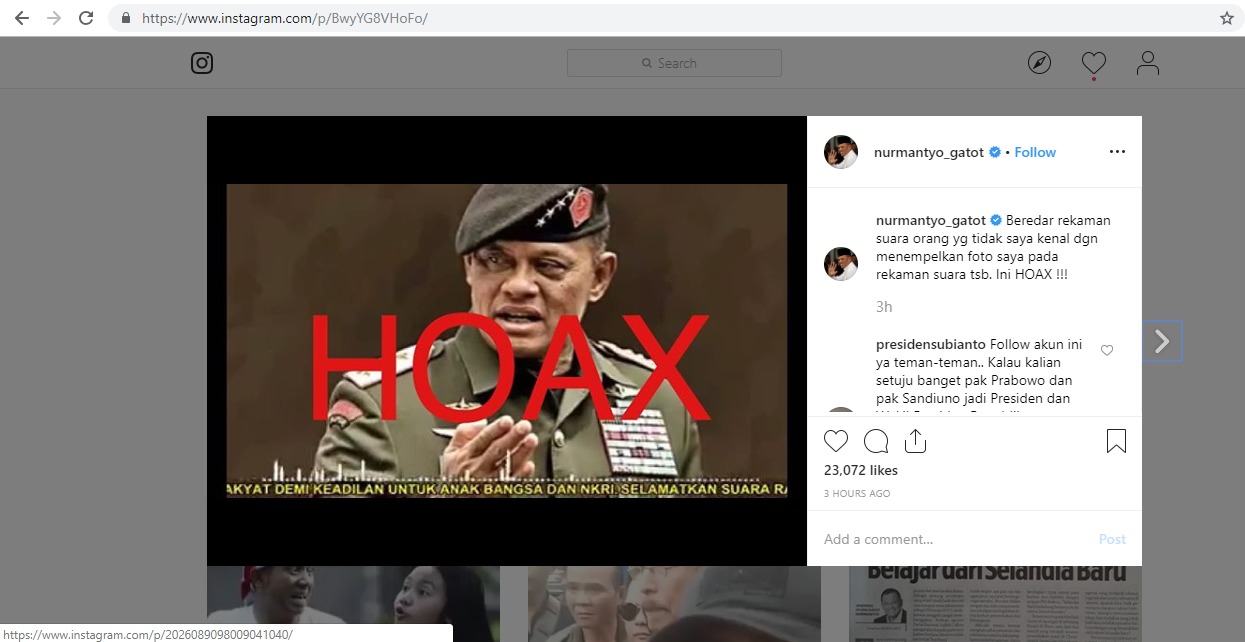 https://www.instagram.com/p/BwyYG8VHoFo/
Search
nurmantyo_gatot • Follow
nurmantyo_gatot Beredar rekaman
suara orang yg tidak saya kenal dgn
menempelkan foto saya pada
rekaman suara tsb. Ini HOAX !!!
3h
presidensubianto Follow akun ini
ya teman-teman.. Kalau kalian
setuju banget pak Prabowo dan
pak Sandiuno jadi Presiden dan
HOAX
AKYAT DEMI KEADILAN UNTUK ANAK BANGSA DAN NKRI, SELAMATKAN SUARA RA
23,072 likes
3 HOURS AGO
Add a comment...
Post
Belajar dari Selandia Baru
https://www.instagram.com/p/2026089098009041040/